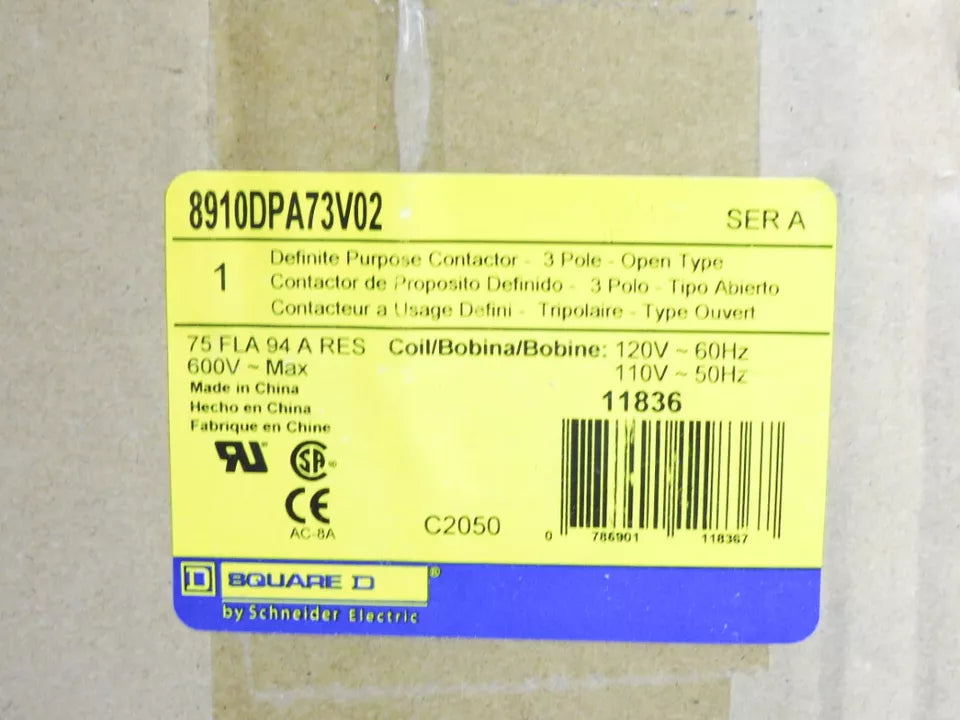 8910DPA73V02 SER A
1
Definite Purpose Contactor - 3 Pole - Open Type
Contactor de Proposito Definido - 3 Polo - Tipo Abierto
Contacteur a Usage Defini - Tripolaire - Type Ouvert
75 FLA 94 A RES Coil/Bobina/Bobine: 120V ~ 60Hz
600V ~ Max 110V ~ 50Hz
Made in China
Hecho en China
Fabrique en Chine
11836
RU SA
CE
AC-8A
C2050
0 786901 118367
D SQUARE D ®
by Schneider Electric